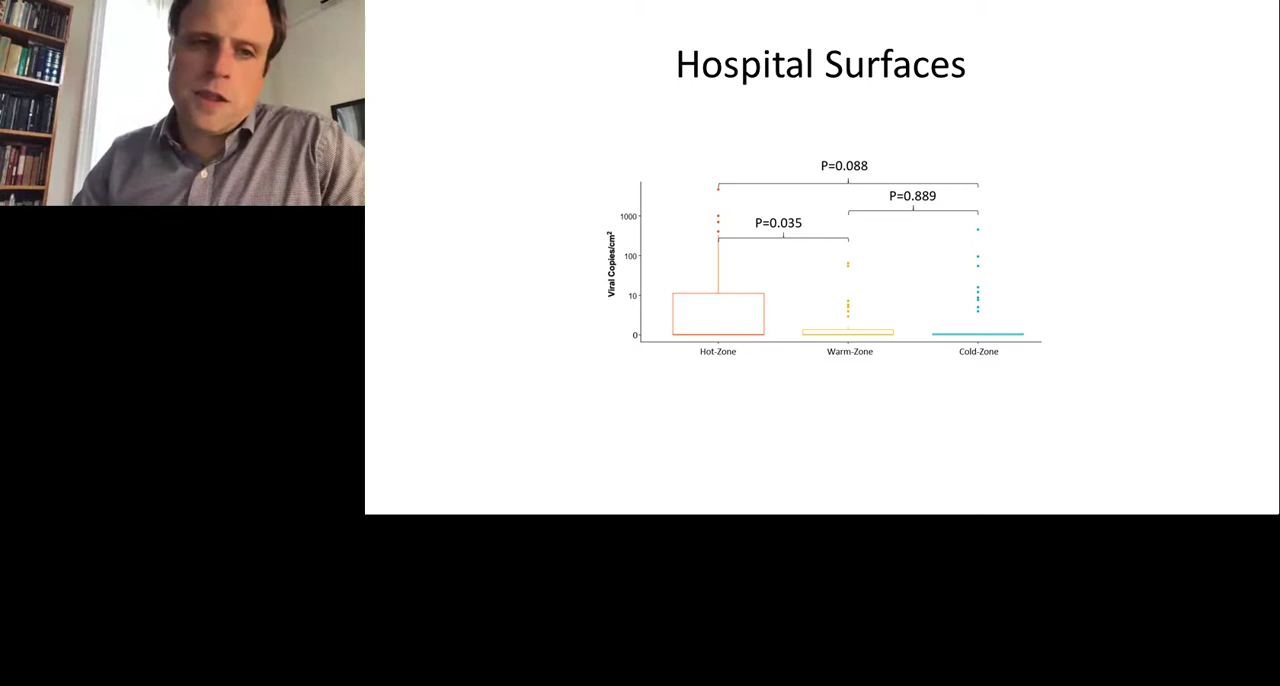 Hospital Surfaces
P=0.088
P=0.889
P=0.035
Viral Copies/cm²
1000
100
10
0
Hot-Zone
Warm-Zone
Cold-Zone